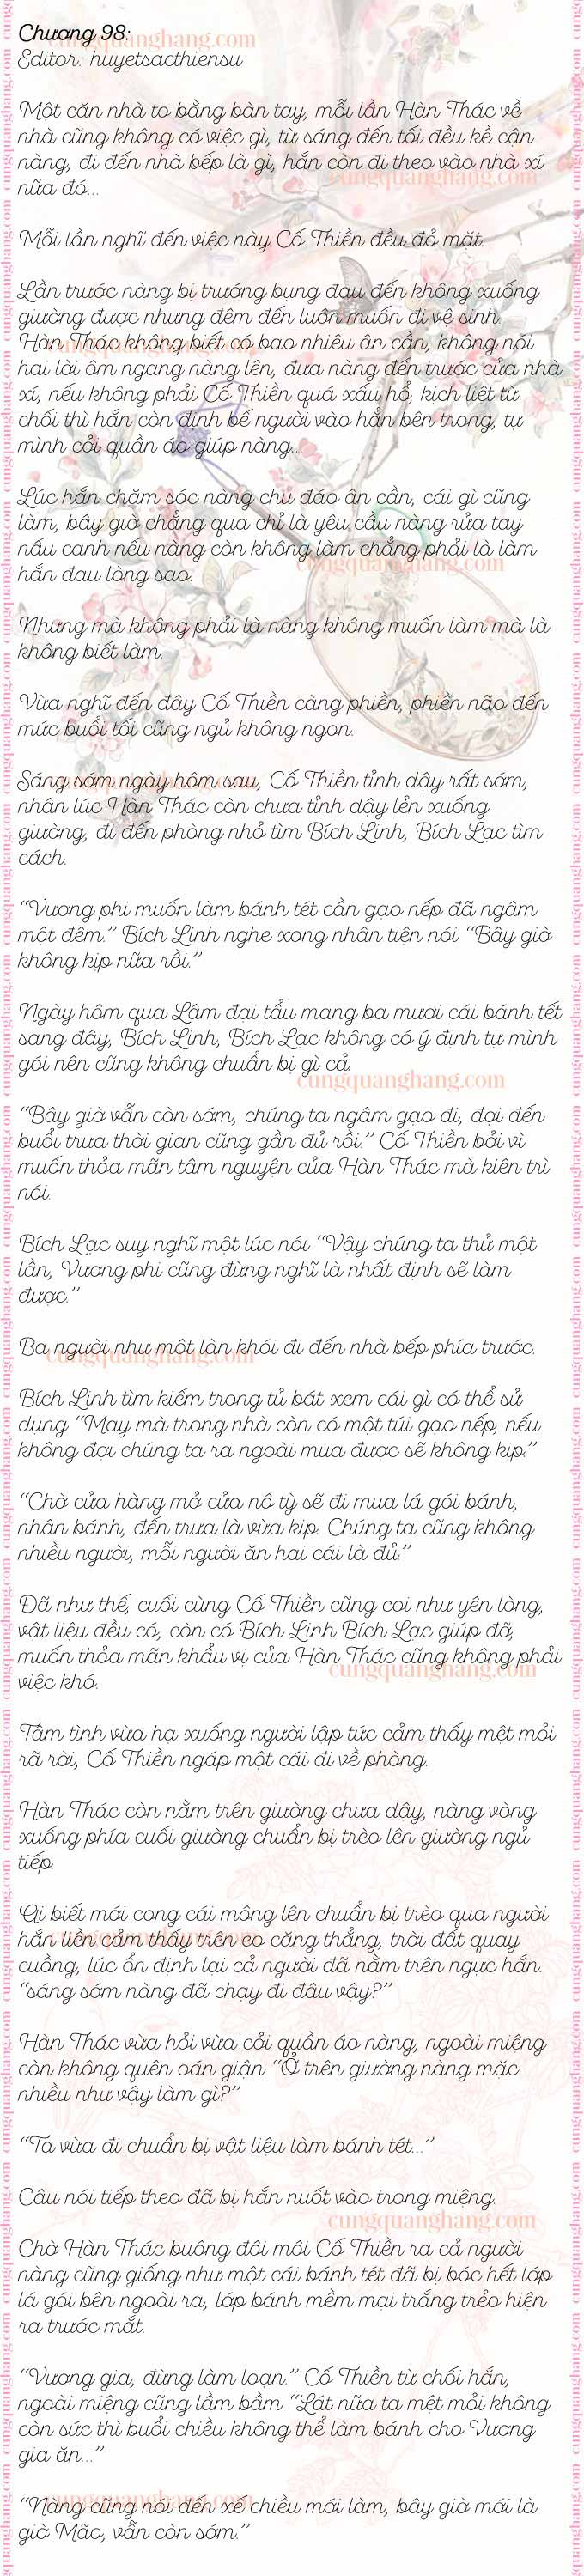 Chương 98:
cungquanghang.com
Editor: huyetsacthiensu
Một căn nhà to bằng bàn tay, mỗi lần Hàn Thác về
nhà cũng không có việc gì, từ sáng đến tối đều kề cận
nàng, đi đến nhà bếp là gì, hắn còn đi theo vào nhà xí
cungquanghang.com
nữa đó...
Mỗi lần nghĩ đến việc này Cố Thiền đều đỏ mặt.
Lần trước nàng bị trướng bụng đau đến không xuống
giường được nhưng đêm đến luôn muốn đi vệ sinh.
Hàn Thác không biết có bao nhiêu ân cần, không nói
cungquanghang.com
hai lời ôm ngang nàng lên, đưa nàng đến trước cửa nhà
xí, nếu không phải Cố Thiền quá xấu hổ, kịch liệt từ
chối thì hắn còn định bế người vào hẳn bên trong, tự
mình cởi quần áo giúp nàng...
Lúc hắn chăm sóc nàng chu đáo ân cần, cái gì cũng
làm, bây giờ chẳng qua chỉ là yêu cầu nàng rửa tay
nấu canh nếu nàng còn không làm chẳng phải là làm
cungquanghang.com
hắn đau lòng sao.
Nhưng mà không phải là nàng không muốn làm mà là
không biết làm.
Vừa nghĩ đến đây Cố Thiền càng phiền, phiền não đến
mức buổi tối cũng ngủ không ngon.
Sáng sớm ngày hôm sau, Cố Thiền tỉnh dậy rất sớm,
cungquanghang.com
nhân lúc Hàn Thác còn chưa tỉnh dậy lẻn xuống
giường, đi đến phòng nhỏ tìm Bích Linh, Bích Lạc tìm
cách.
“Vương phi muốn làm bánh tét cần gạo nếp đã ngâm
một đêm.” Bích Linh nghe xong nhân tiện nói “Bây giờ
không kịp nữa rồi.”
Ngày hôm qua Lâm đại tẩu mang ba mươi cái bánh tét
sang đây, Bích Linh, Bích Lạc không có ý định tự mình
gói nên cũng không chuẩn bị gì cả.
cungquanghang.com
“Bây giờ vẫn còn sớm, chúng ta ngâm gạo đi, đợi đến
buổi trưa thời gian cũng gần đủ rồi.” Cố Thiền bởi vì
muốn thỏa mãn tâm nguyện của Hàn Thác mà kiên trì
nói.
Bích Lạc suy nghĩ một lúc nói “Vậy chúng ta thử một
lần, Vương phi cũng đừng nghĩ là nhất định sẽ làm
được.”
Ba người như một làn khói đi đến nhà bếp phía trước.
cungquanghang.com
Bích Linh tìm kiếm trong tủ bát xem cái gì có thể sử
dụng “May mà trong nhà còn có một túi gạo nếp, nếu
không đợi chúng ta ra ngoài mua được sẽ không kịp.”
“Chờ cửa hàng mở cửa nô tỳ sẽ đi mua lá gói bánh,
nhân bánh, đến trưa là vừa kịp. Chúng ta cũng không
nhiều người, mỗi người ăn hai cái là đủ.”
Đã như thế, cuối cùng Cố Thiền cũng coi như yên lòng,
vật liệu đều có, còn có Bích Linh Bích Lạc giúp đỡ,
muốn thỏa mãn khẩu vị của Hàn Thác cũng không phải
cungquanghang.com
việc khó.
Tâm tình vừa hạ xuống người lập tức cảm thấy mệt mỏi
rã rời, Cố Thiền ngáp một cái đi về phòng.
Hàn Thác còn nằm trên giường chưa dậy, nàng vòng
xuống phía cuối giường chuẩn bị trèo lên giường ngủ
tiếp.
Ai biết mới cong cái mông lên chuẩn bị trèo qua người
hắn liền cảm thấy trên eo căng thẳng, trời đất quay
cungquanghang.com
cuồng, lúc ổn định lại cả người đã nằm trên ngực hắn.
“sáng sớm nàng đã chạy đi đâu vậy?”
Hàn Thác vừa hỏi vừa cởi quần áo nàng, ngoài miệng
còn không quên oán giận “Ở trên giường nàng mặc
nhiều như vậy làm gì?”
“Ta vừa đi chuẩn bị vật liệu làm bánh tét...”
Câu nói tiếp theo đã bị hắn nuốt vào trong miệng.
cungquanghang.com
Chờ Hàn Thác buông đôi môi Cố Thiền ra cả người
nàng cũng giống như một cái bánh tét đã bị bóc hết lớp
lá gói bên ngoài ra, lớp bánh mềm mại trắng trẻo hiện
ra trước mắt.
“Vương gia, đừng làm loạn.” Cố Thiền từ chối hắn,
ngoài miệng cũng lầm bầm “Lát nữa ta mệt mỏi không
còn sức thì buổi chiều không thể làm bánh cho Vương
gia ăn...”
cungquanghang.com
“Nàng cũng nói đến xế chiều mới làm, bây giờ mới là
giờ Mão, vẫn còn sớm.”